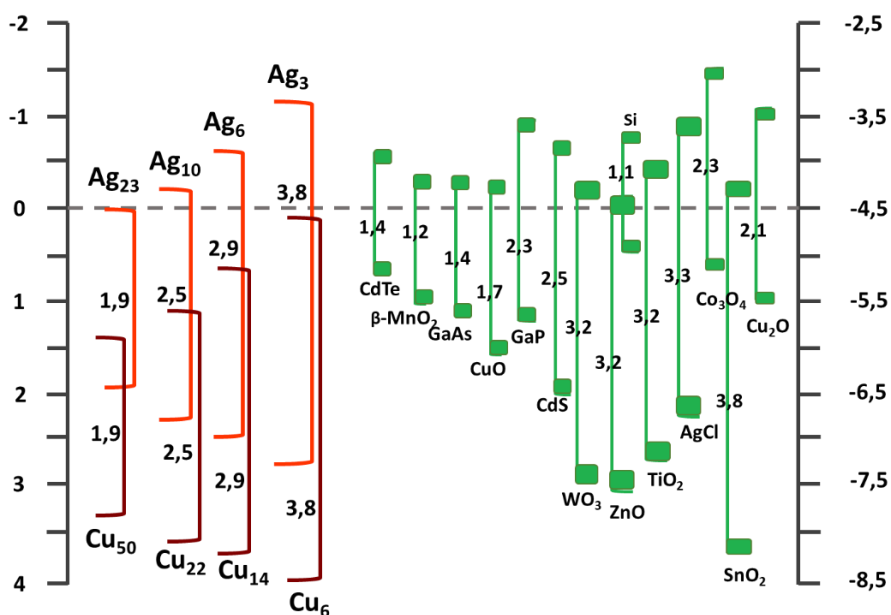 -2
-2,5
Ag3
Si
Ag6
-1
-3,5
Ag10
Ag23
3,8
1,1
2,3
0
-4,5
1,4
1,2
2,3
2,1
2,9
1,4
2,5
3,3
CdTe
1,7
Co3O4
1,9
2,5
β-MnO2
3,2
1
-5,5
GaAs
GaP
Cu2O
CuO
3,2
3,2
2
CdS
3,8
-6,5
AgCl
1,9
2,5
2,9
TiO2
3
3,8
WO3
-7,5
ZnO
Cu50
Cu22
Cu14
SnO2
4
-8,5
Cu6